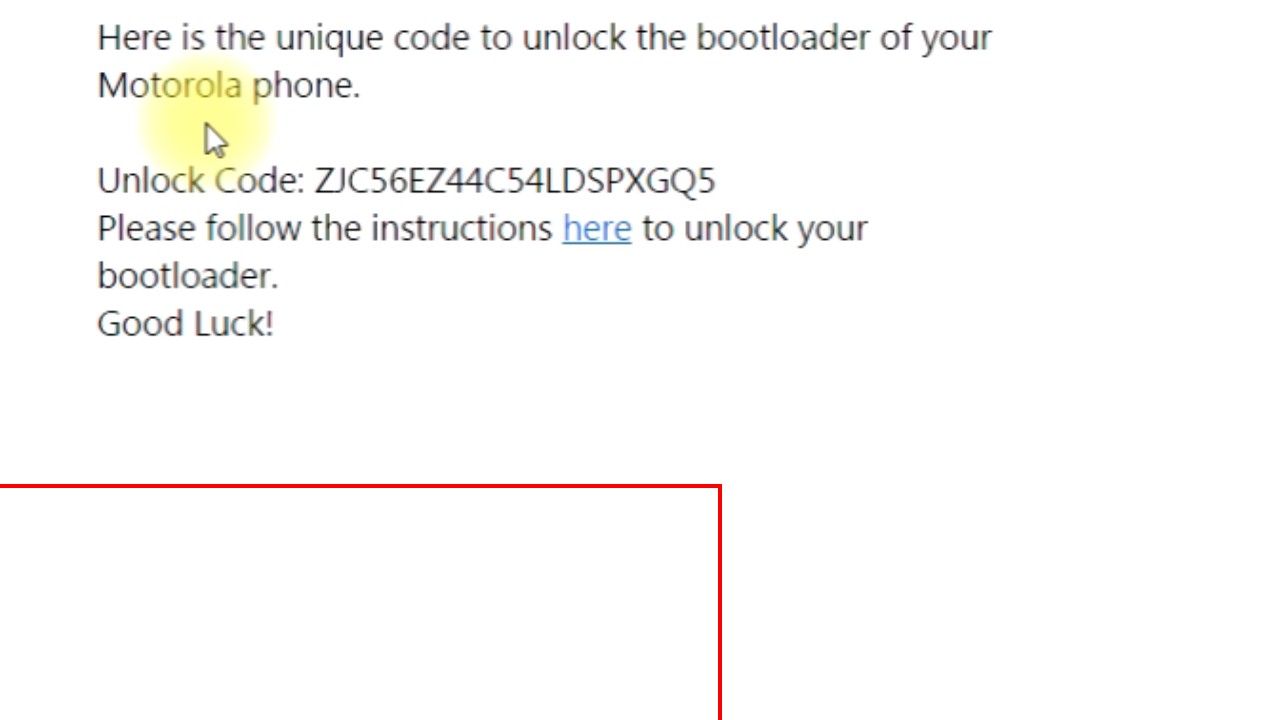 Here is the unique code to unlock the bootloader of your
Motorola phone.
Unlock Code: ZJC56EZ44C54LDSPXGQ5
Please follow the instructions here to unlock your
bootloader.
Good Luck!